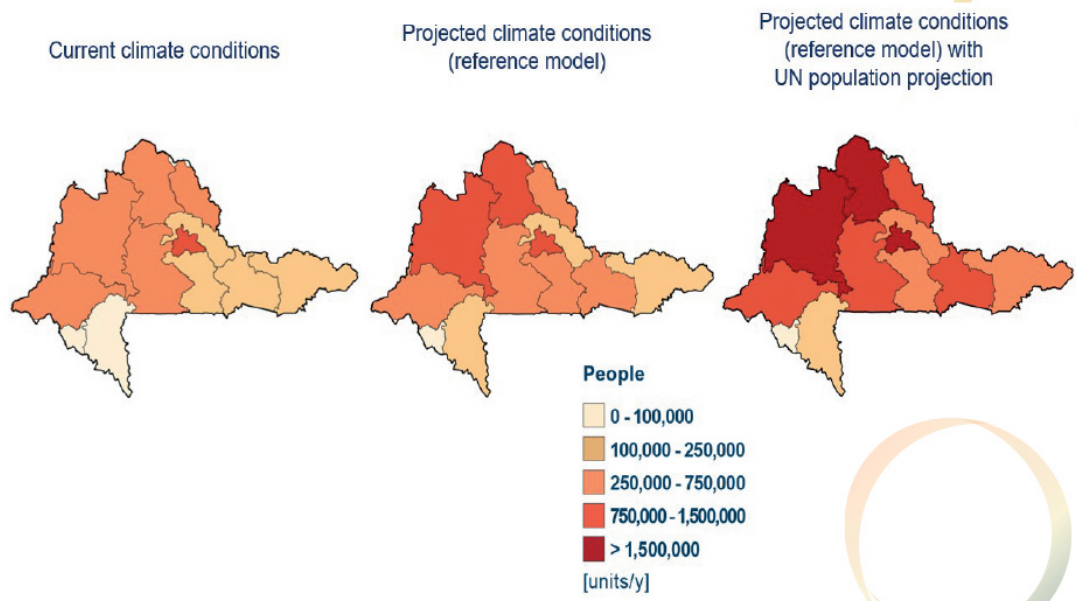 Current climate conditions
Projected climate conditions
(reference model)
Projected climate conditions
(reference model) with
UN population projection
People
0 - 100,000
100,000 - 250,000
250,000 - 750,000
750,000 - 1,500,000
> 1,500,000
[units/y]